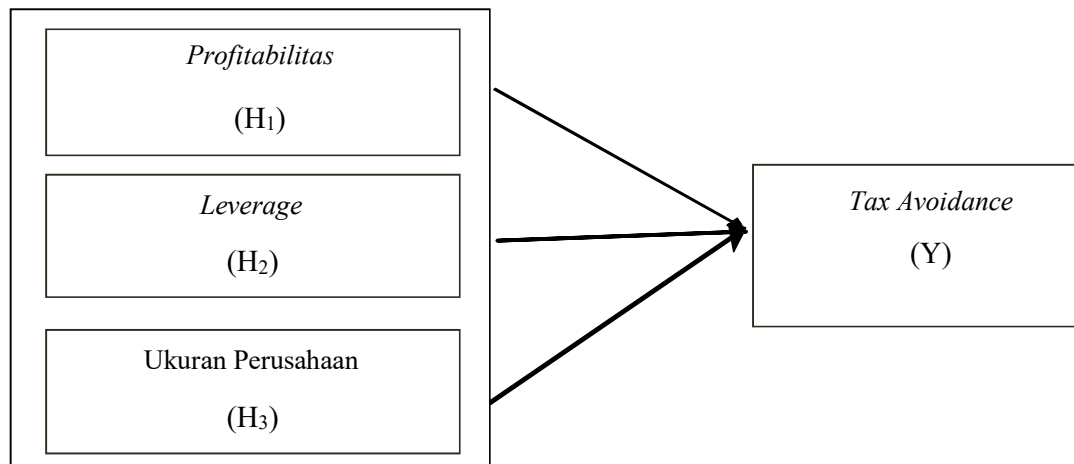 Profitabilitas
(H₁)
Leverage
(H₂)
Ukuran Perusahaan
(H₃)
Tax Avoidance
(Y)